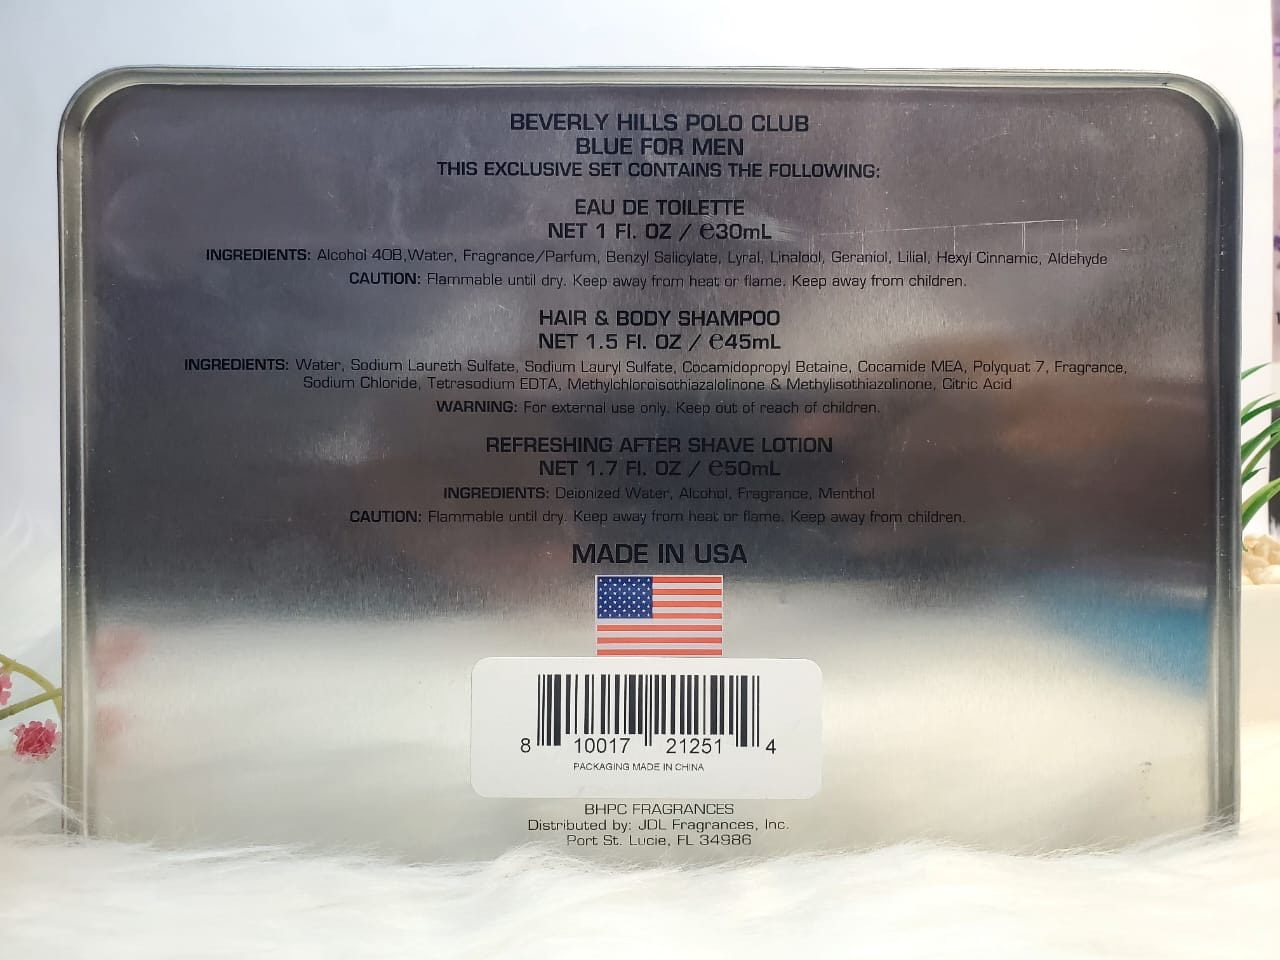 BEVERLY HILLS POLO CLUB
BLUE FOR MEN
THIS EXCLUSIVE SET CONTAINS THE FOLLOWING:
EAU DE TOILETTE
NET 1 Fl. OZ / ℮30mL
INGREDIENTS: Alcohol 40B,Water, Fragrance/Parfum, Benzyl Salicylate, Lyral, Linalool, Geraniol, Lilial, Hexyl Cinnamic, Aldehyde
CAUTION: Flammable until dry. Keep away from heat or flame. Keep away from children.
HAIR & BODY SHAMPOO
NET 1.5 Fl. OZ / ℮45mL
INGREDIENTS: Water, Sodium Laureth Sulfate, Sodium Lauryl Sulfate, Cocamidopropyl Betaine, Cocamide MEA, Polyquat 7, Fragrance,
Sodium Chloride, Tetrasodium EDTA, Methylchloroisothiazalolinone & Methylisothiazolinone, Citric Acid
WARNING: For external use only. Keep out of reach of children.
REFRESHING AFTER SHAVE LOTION
NET 1.7 Fl. OZ / ℮50mL
INGREDIENTS: Deionized Water, Alcohol, Fragrance, Menthol
CAUTION: Flammable until dry. Keep away from heat or flame. Keep away from children.
MADE IN USA
8 10017 21251 4
PACKAGING MADE IN CHINA
BHPC FRAGRANCES
Distributed by: JDL Fragrances, Inc.
Port St. Lucie, FL 34986